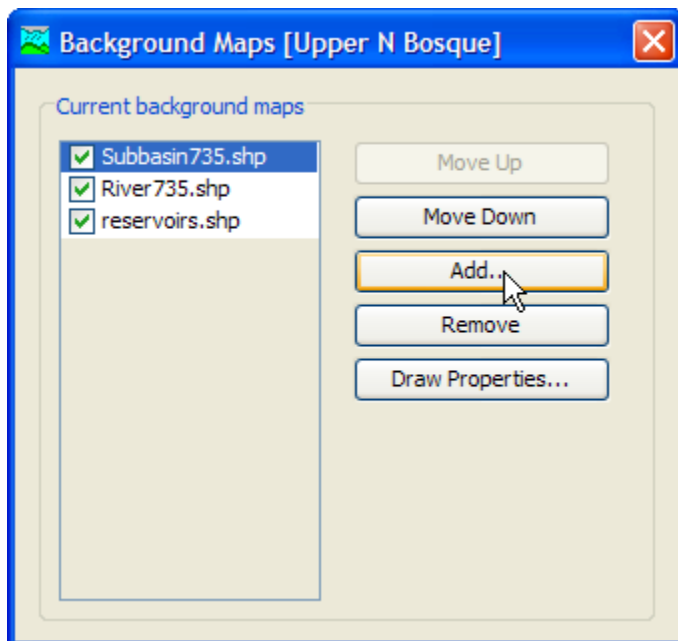 Background Maps [Upper N Bosque]
Current background maps
Subbasin735.shp
River735.shp
reservoirs.shp
Move Up
Move Down
Add..
Remove
Draw Properties...